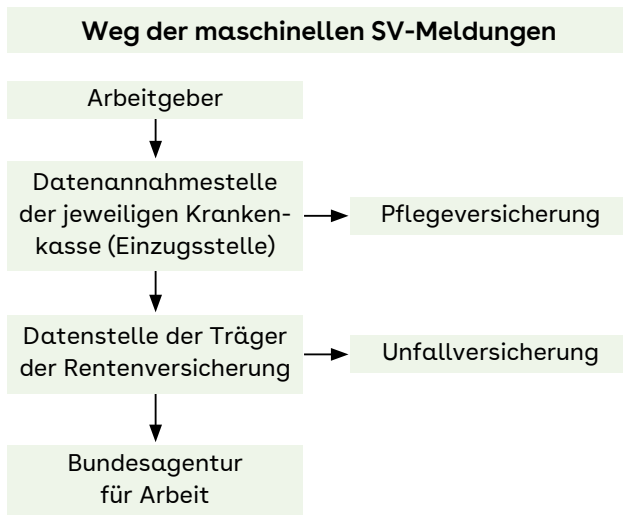 Weg der maschinellen SV-Meldungen
Arbeitgeber
Datenannahmestelle
der jeweiligen Kranken-
kasse (Einzugsstelle)
Pflegeversicherung
Datenstelle der Träger
der Rentenversicherung
Unfallversicherung
Bundesagentur
für Arbeit